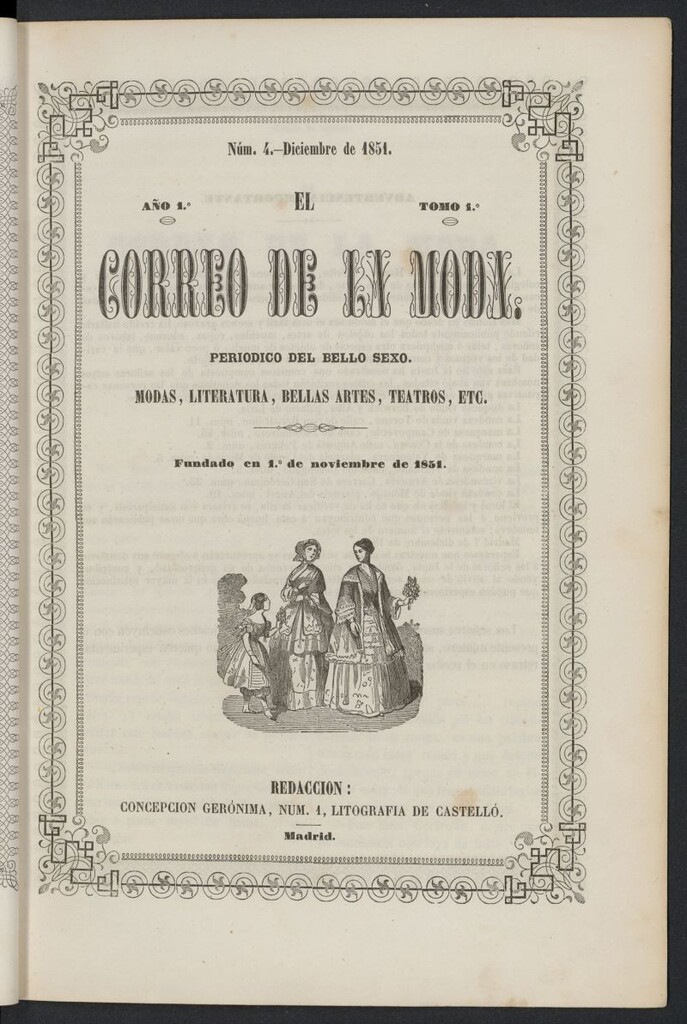 Núm. 4.–Diciembre de 1851.
AÑO 1.º EL TOMO 1.º
CORREO DE LA MODA.
PERIODICO DEL BELLO SEXO.
MODAS, LITERATURA, BELLAS ARTES, TEATROS, ETC.
Fundado en 1.º de noviembre de 1851.
REDACCION:
CONCEPCION GERÓNIMA, NUM. 1, LITOGRAFIA DE CASTELLÓ.
Madrid.